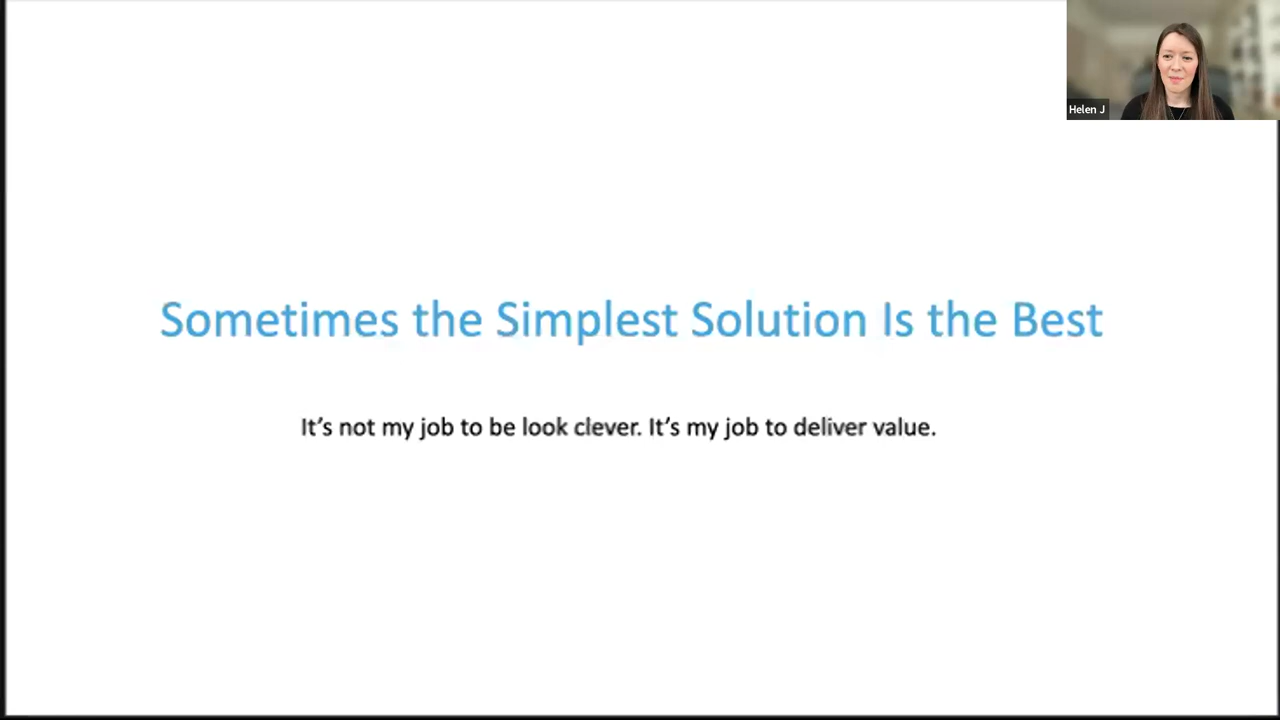 Helen J
Sometimes the Simplest Solution Is the Best
It’s not my job to be look clever. It’s my job to deliver value.